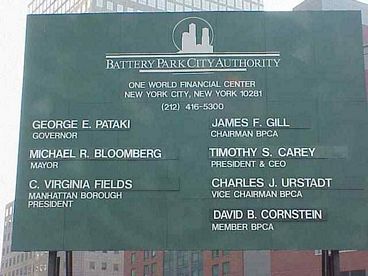 BATTERY PARK CITY AUTHORITY
ONE WORLD FINANCIAL CENTER
NEW YORK CITY, NEW YORK 10281
(212) 416-5300
GEORGE E. PATAKI
GOVERNOR
JAMES F. GILL
CHAIRMAN BPCA
MICHAEL R. BLOOMBERG
MAYOR
TIMOTHY S. CAREY
PRESIDENT & CEO
C. VIRGINIA FIELDS
MANHATTAN BOROUGH
PRESIDENT
CHARLES J. URSTADT
VICE CHAIRMAN BPCA
DAVID B. CORNSTEIN
MEMBER BPCA